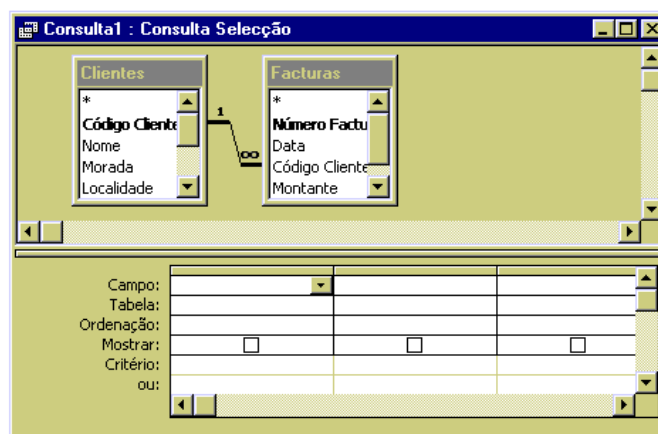 Consulta1 : Consulta Selecção
Clientes
*
Código Cliente
Nome
Morada
Localidade
1
∞
Facturas
*
Número Factu
Data
Código Cliente
Montante
Campo:
Tabela:
Ordenação:
Mostrar:
Critério:
ou: